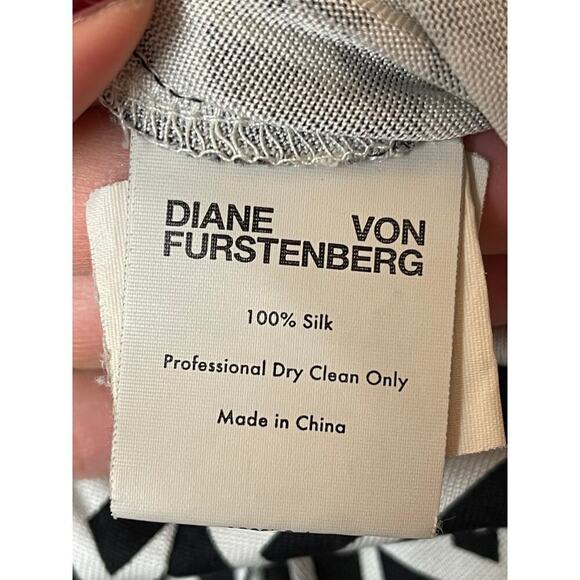 DIANE VON
FURSTENBERG
100% Silk
Professional Dry Clean Only
Made in China